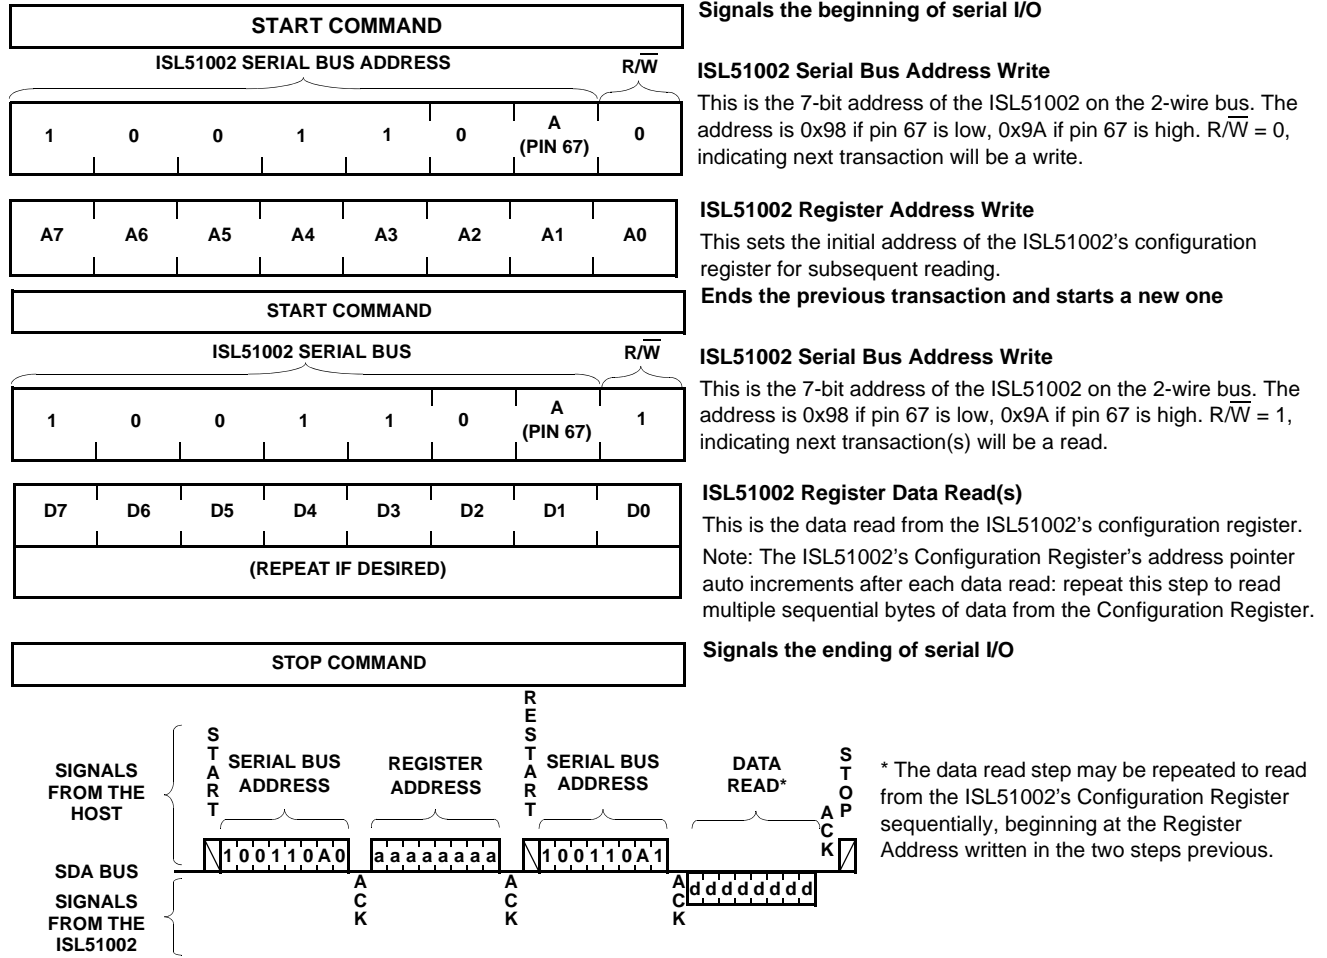 START COMMAND
Signals the beginning of serial I/O
ISL51002 SERIAL BUS ADDRESS
R/W̅
1 0 0 1 1 0 A (PIN 67) 0
ISL51002 Serial Bus Address Write
This is the 7-bit address of the ISL51002 on the 2-wire bus. The
address is 0x98 if pin 67 is low, 0x9A if pin 67 is high. R/W̅ = 0,
indicating next transaction will be a write.
A7 A6 A5 A4 A3 A2 A1 A0
ISL51002 Register Address Write
This sets the initial address of the ISL51002's configuration
register for subsequent reading.
START COMMAND
Ends the previous transaction and starts a new one
ISL51002 SERIAL BUS
R/W̅
1 0 0 1 1 0 A (PIN 67) 1
ISL51002 Serial Bus Address Write
This is the 7-bit address of the ISL51002 on the 2-wire bus. The
address is 0x98 if pin 67 is low, 0x9A if pin 67 is high. R/W̅ = 1,
indicating next transaction(s) will be a read.
D7 D6 D5 D4 D3 D2 D1 D0
(REPEAT IF DESIRED)
ISL51002 Register Data Read(s)
This is the data read from the ISL51002's configuration register.
Note: The ISL51002's Configuration Register's address pointer
auto increments after each data read: repeat this step to read
multiple sequential bytes of data from the Configuration Register.
STOP COMMAND
Signals the ending of serial I/O
SIGNALS
FROM THE
HOST
START
SERIAL BUS
ADDRESS
REGISTER
ADDRESS
RESTART
SERIAL BUS
ADDRESS
DATA
READ*
ACK
STOP
SDA BUS
1 0 0 1 1 0 A 0
a a a a a a a a
1 0 0 1 1 0 A 1
SIGNALS
FROM THE
ISL51002
ACK
ACK
ACK
d d d d d d d d
* The data read step may be repeated to read
from the ISL51002's Configuration Register
sequentially, beginning at the Register
Address written in the two steps previous.